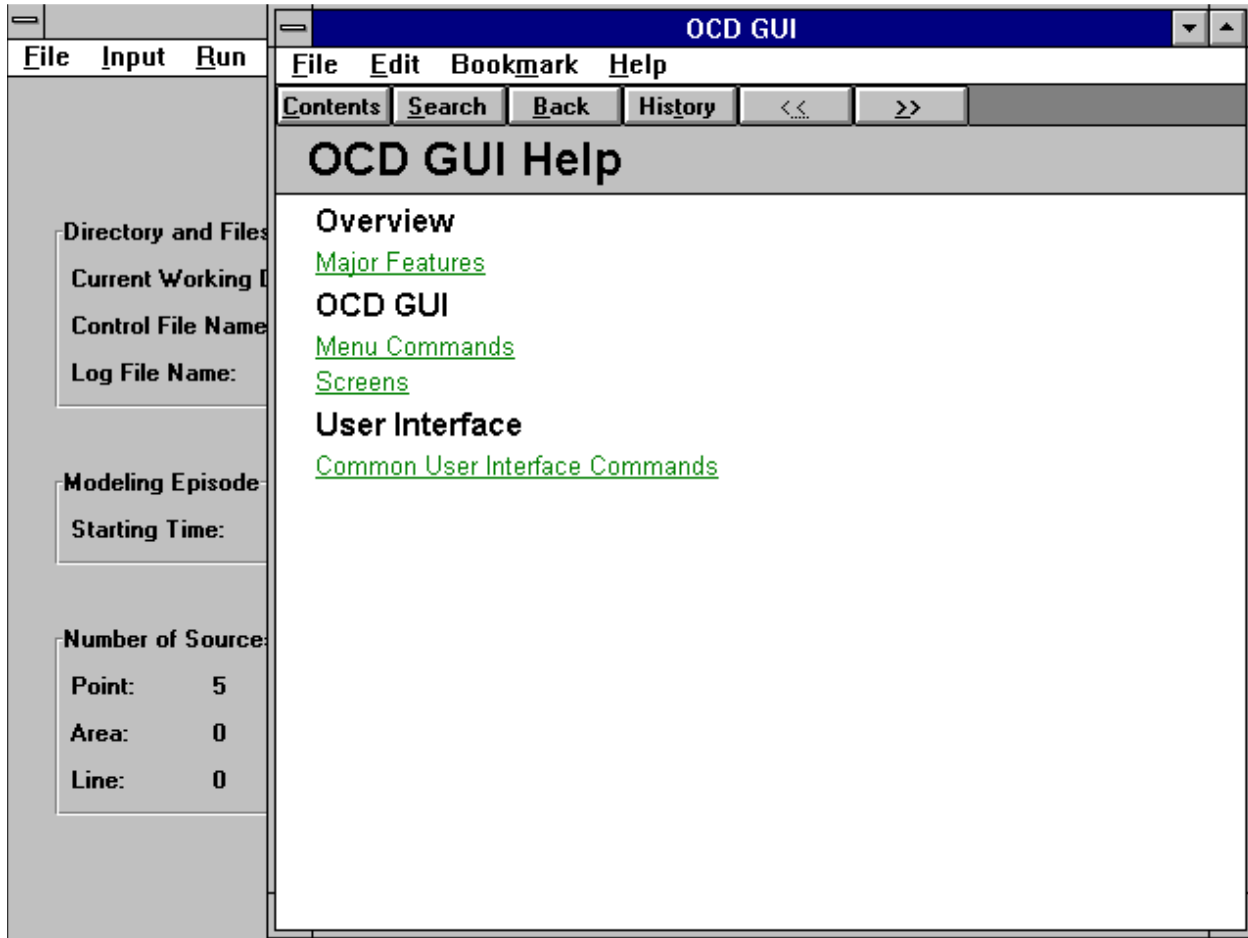 OCD GUI
File Input Run
File Edit Bookmark Help
Contents Search Back History << >>
OCD GUI Help
Overview
Major Features
OCD GUI
Menu Commands
Screens
User Interface
Common User Interface Commands
Directory and Files
Current Working
Control File Name
Log File Name:
Modeling Episode
Starting Time:
Number of
Point: 5
Area: 0
Line: 0